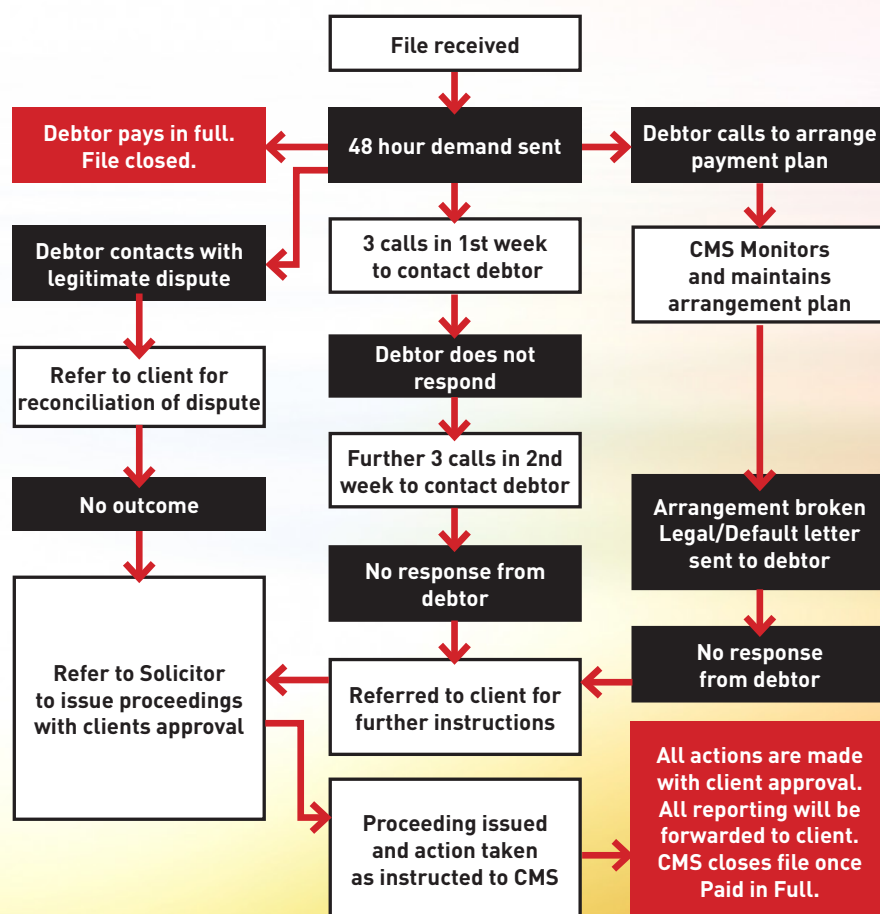 File received
Debtor pays in full.
File closed.
48 hour demand sent
Debtor calls to arrange
payment plan
Debtor contacts with
legitimate dispute
3 calls in 1st week
to contact debtor
CMS Monitors
and maintains
arrangement plan
Refer to client for
reconciliation of dispute
Debtor does not
respond
Further 3 calls in 2nd
week to contact debtor
No outcome
Arrangement broken
Legal/Default letter
sent to debtor
No response from
debtor
Refer to Solicitor
to issue proceedings
with clients approval
Referred to client for
further instructions
No response
from debtor
Proceeding issued
and action taken
as instructed to CMS
All actions are made
with client approval.
All reporting will be
forwarded to client.
CMS closes file once
Paid in Full.